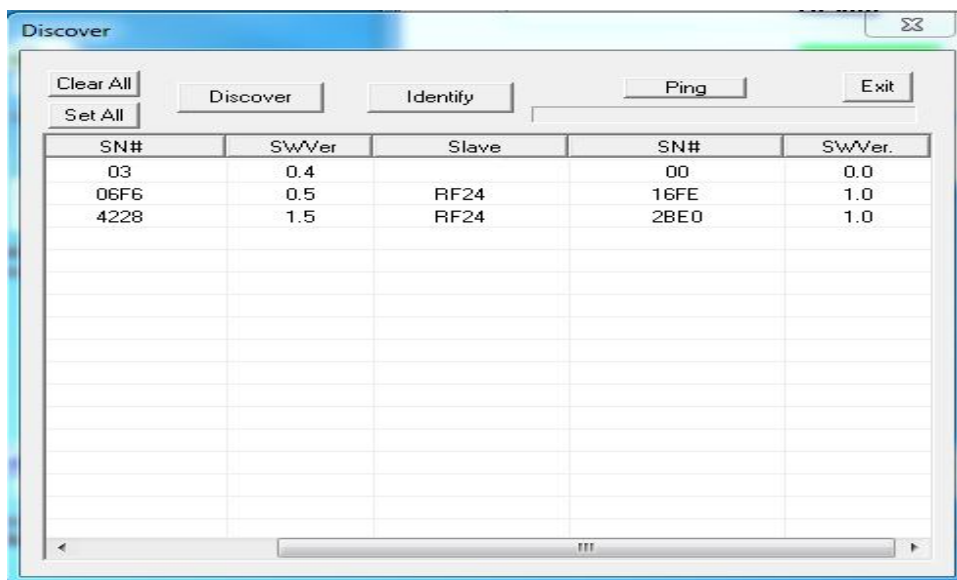 Discover
Clear All
Discover Identify Ping Exit
Set All
SN# SWVer Slave SN# SWVer.
03 0.4 00 0.0
06F6 0.5 RF24 16FE 1.0
4228 1.5 RF24 2BE0 1.0